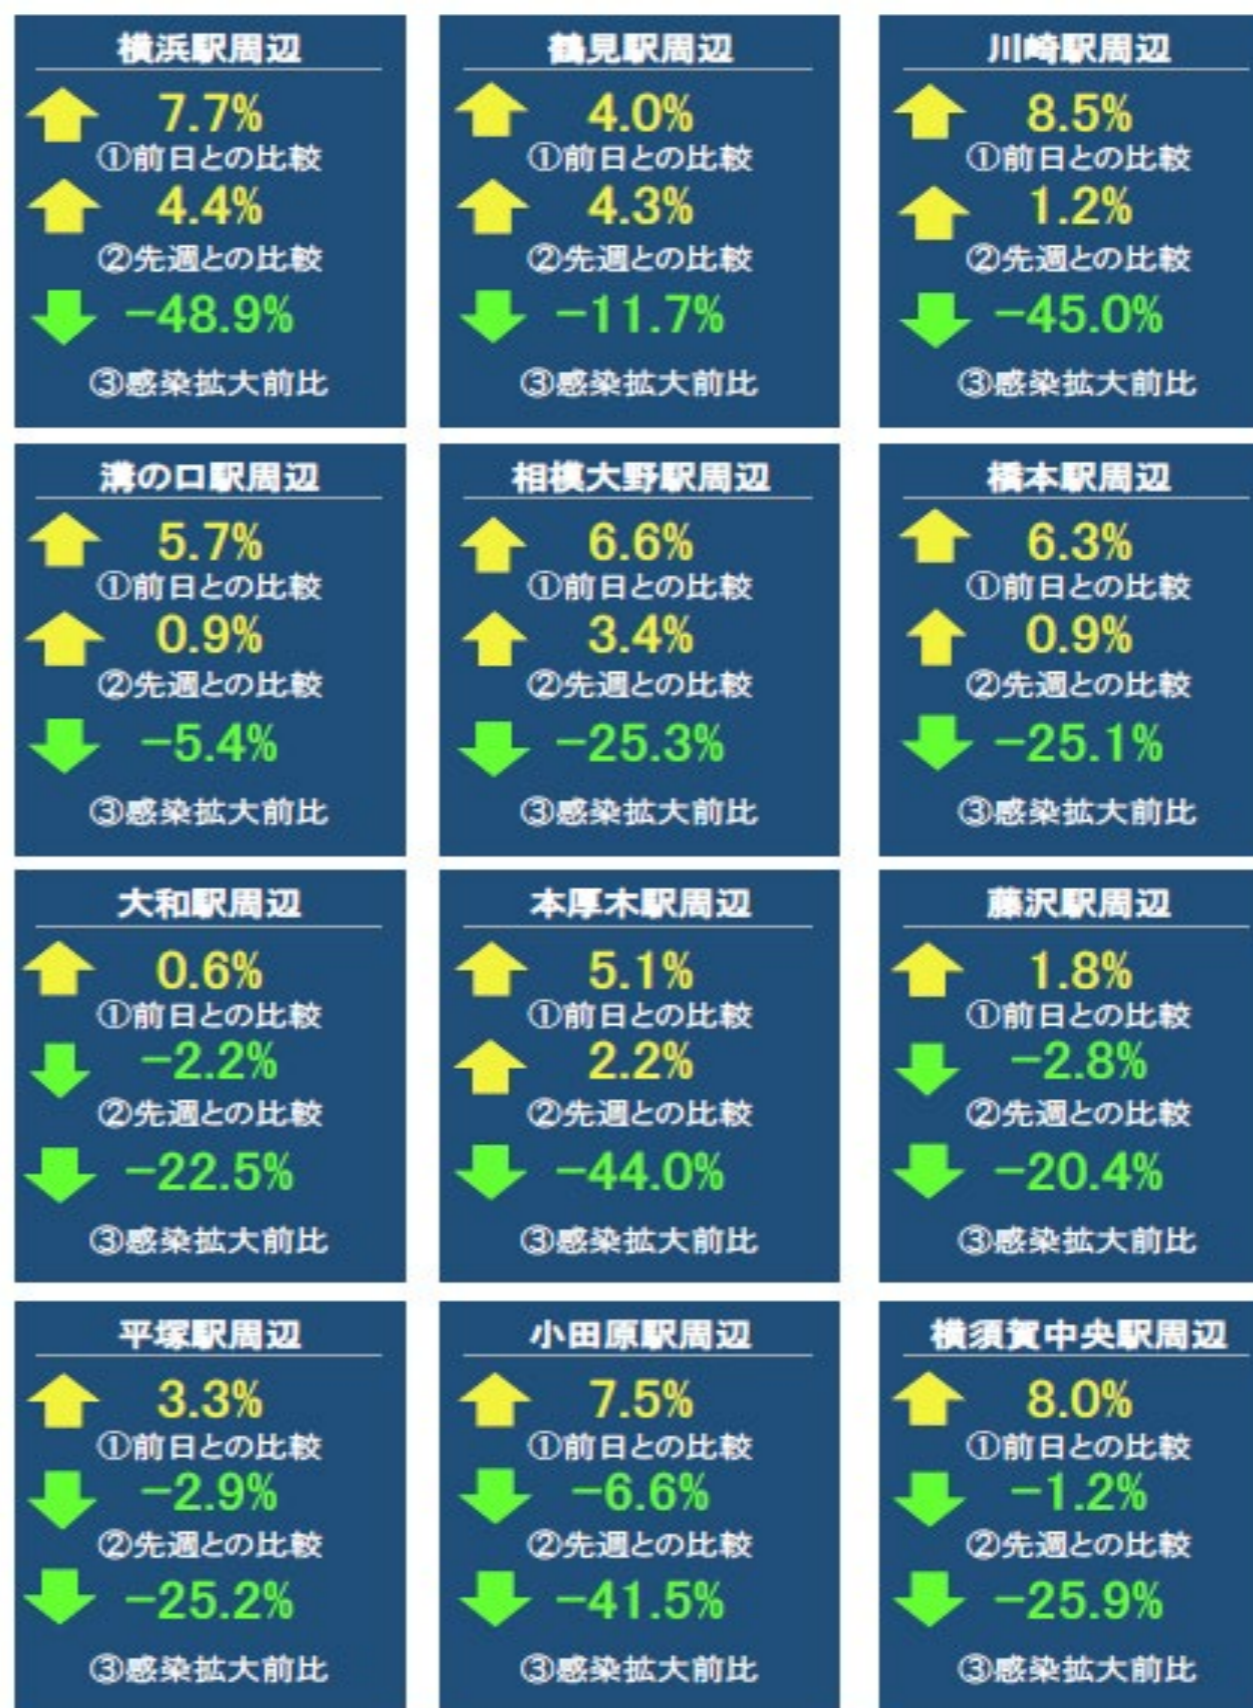 横浜駅周辺
7.7%
①前日との比較
4.4%
②先週との比較
-48.9%
③感染拡大前比
鶴見駅周辺
4.0%
①前日との比較
4.3%
②先週との比較
-11.7%
③感染拡大前比
川崎駅周辺
8.5%
①前日との比較
1.2%
②先週との比較
-45.0%
③感染拡大前比
溝の口駅周辺
5.7%
①前日との比較
0.9%
②先週との比較
-5.4%
③感染拡大前比
相模大野駅周辺
6.6%
①前日との比較
3.4%
②先週との比較
-25.3%
③感染拡大前比
橋本駅周辺
6.3%
①前日との比較
0.9%
②先週との比較
-25.1%
③感染拡大前比
大和駅周辺
0.6%
①前日との比較
-2.2%
②先週との比較
-22.5%
③感染拡大前比
本厚木駅周辺
5.1%
①前日との比較
2.2%
②先週との比較
-44.0%
③感染拡大前比
藤沢駅周辺
1.8%
①前日との比較
-2.8%
②先週との比較
-20.4%
③感染拡大前比
平塚駅周辺
3.3%
①前日との比較
-2.9%
②先週との比較
-25.2%
③感染拡大前比
小田原駅周辺
7.5%
①前日との比較
-6.6%
②先週との比較
-41.5%
③感染拡大前比
横須賀中央駅周辺
8.0%
①前日との比較
-1.2%
②先週との比較
-25.9%
③感染拡大前比